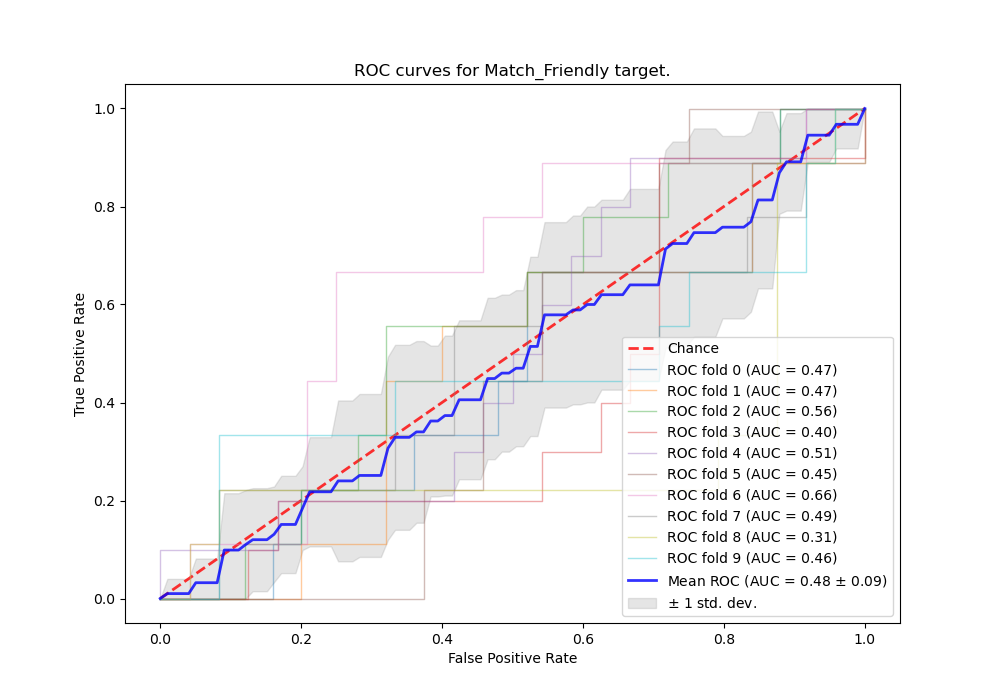 ROC curves for Match_Friendly target.
True Positive Rate
1.0
0.8
0.6
0.4
0.2
0.0
Chance
ROC fold 0 (AUC = 0.47)
ROC fold 1 (AUC = 0.47)
ROC fold 2 (AUC = 0.56)
ROC fold 3 (AUC = 0.40)
ROC fold 4 (AUC = 0.51)
ROC fold 5 (AUC = 0.45)
ROC fold 6 (AUC = 0.66)
ROC fold 7 (AUC = 0.49)
ROC fold 8 (AUC = 0.31)
ROC fold 9 (AUC = 0.46)
Mean ROC (AUC = 0.48 ± 0.09)
± 1 std. dev.
0.0 0.2 0.4 0.6 0.8 1.0
False Positive Rate